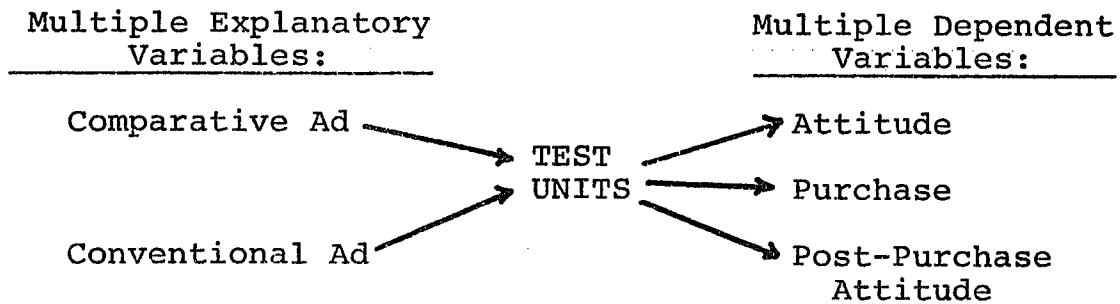 Multiple Explanatory
Variables:
Comparative Ad
Conventional Ad
TEST
UNITS
Multiple Dependent
Variables:
Attitude
Purchase
Post-Purchase
Attitude